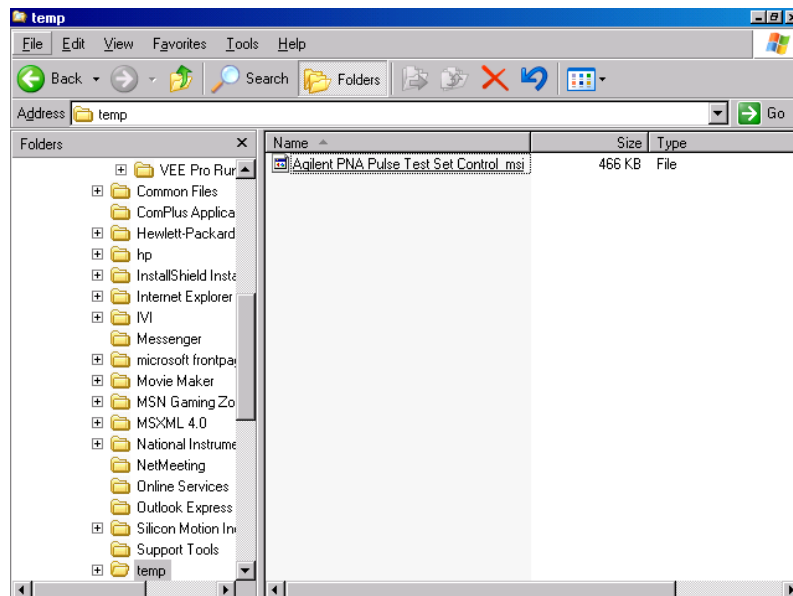 temp
File Edit View Favorites Tools Help
Back Search Folders
Address temp Go
Folders
Name Size Type
Agilent PNA Pulse Test Set Control_msi 466 KB File
VEE Pro Rur
Common Files
ComPlus Applica
Hewlett-Packard
hp
InstallShield Insta
Internet Explorer
IVI
Messenger
microsoft frontpa
Movie Maker
MSN Gaming Zo
MSXML 4.0
National Instrume
NetMeeting
Online Services
Outlook Express
Silicon Motion In
Support Tools
temp